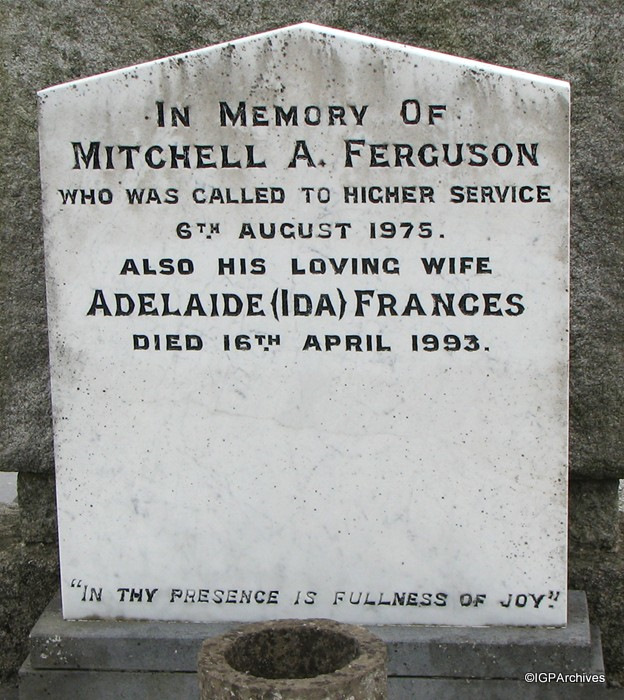 In Memory Of
Mitchell A. Ferguson
who was called to higher service
6th August 1975.
also his loving wife
Adelaide (Ida) Frances
died 16th April 1993.
"In Thy presence is fullness of joy."
©IGPArchives